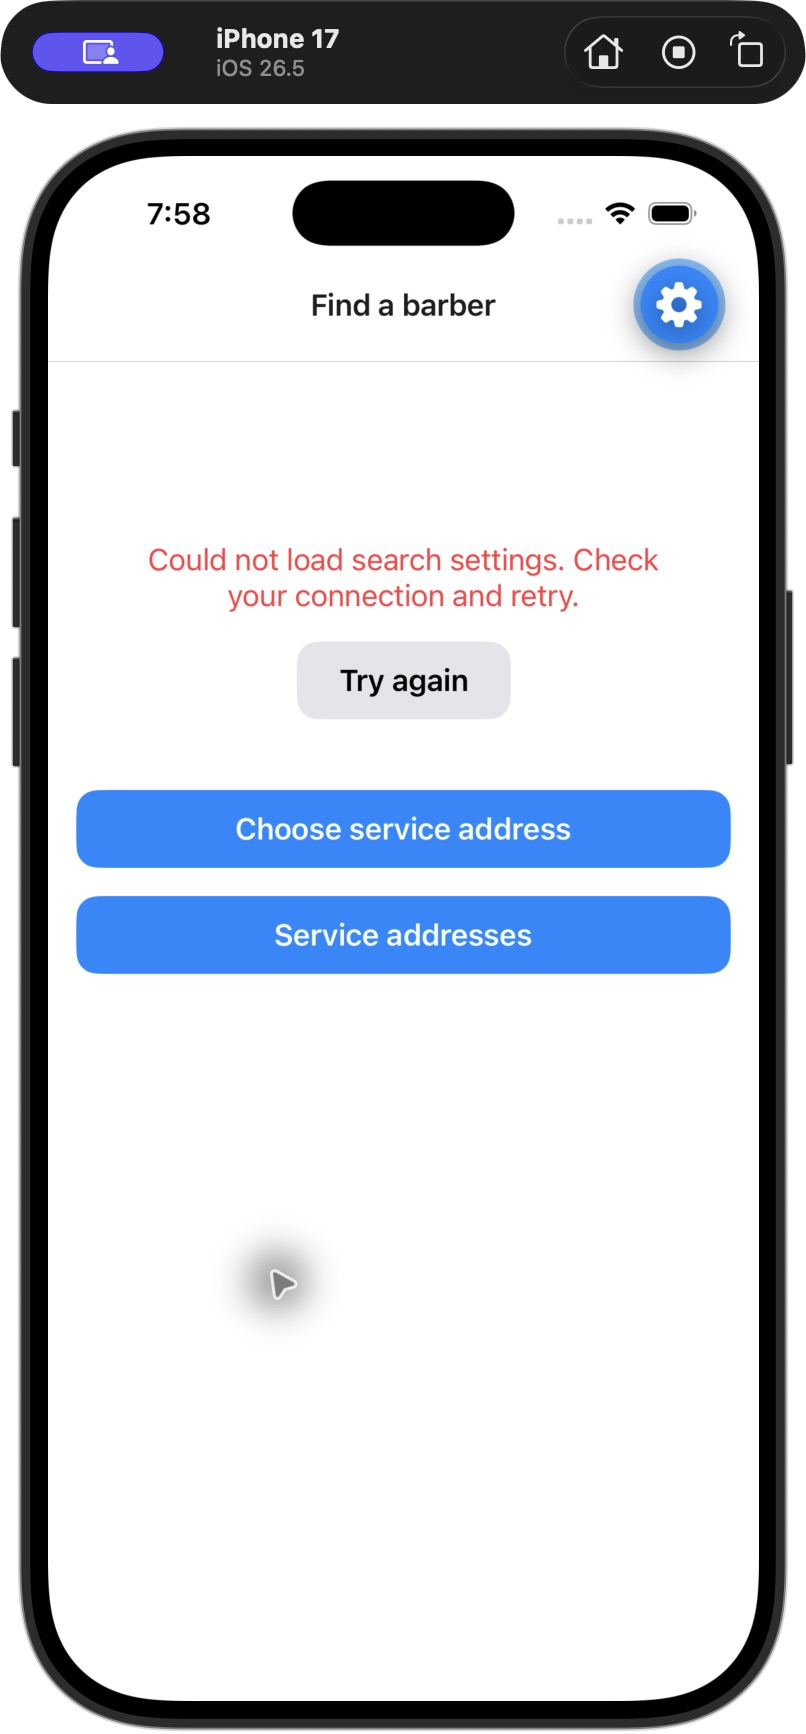 iPhone 17
iOS 26.5
7:58
Find a barber
Could not load search settings. Check
your connection and retry.
Try again
Choose service address
Service addresses